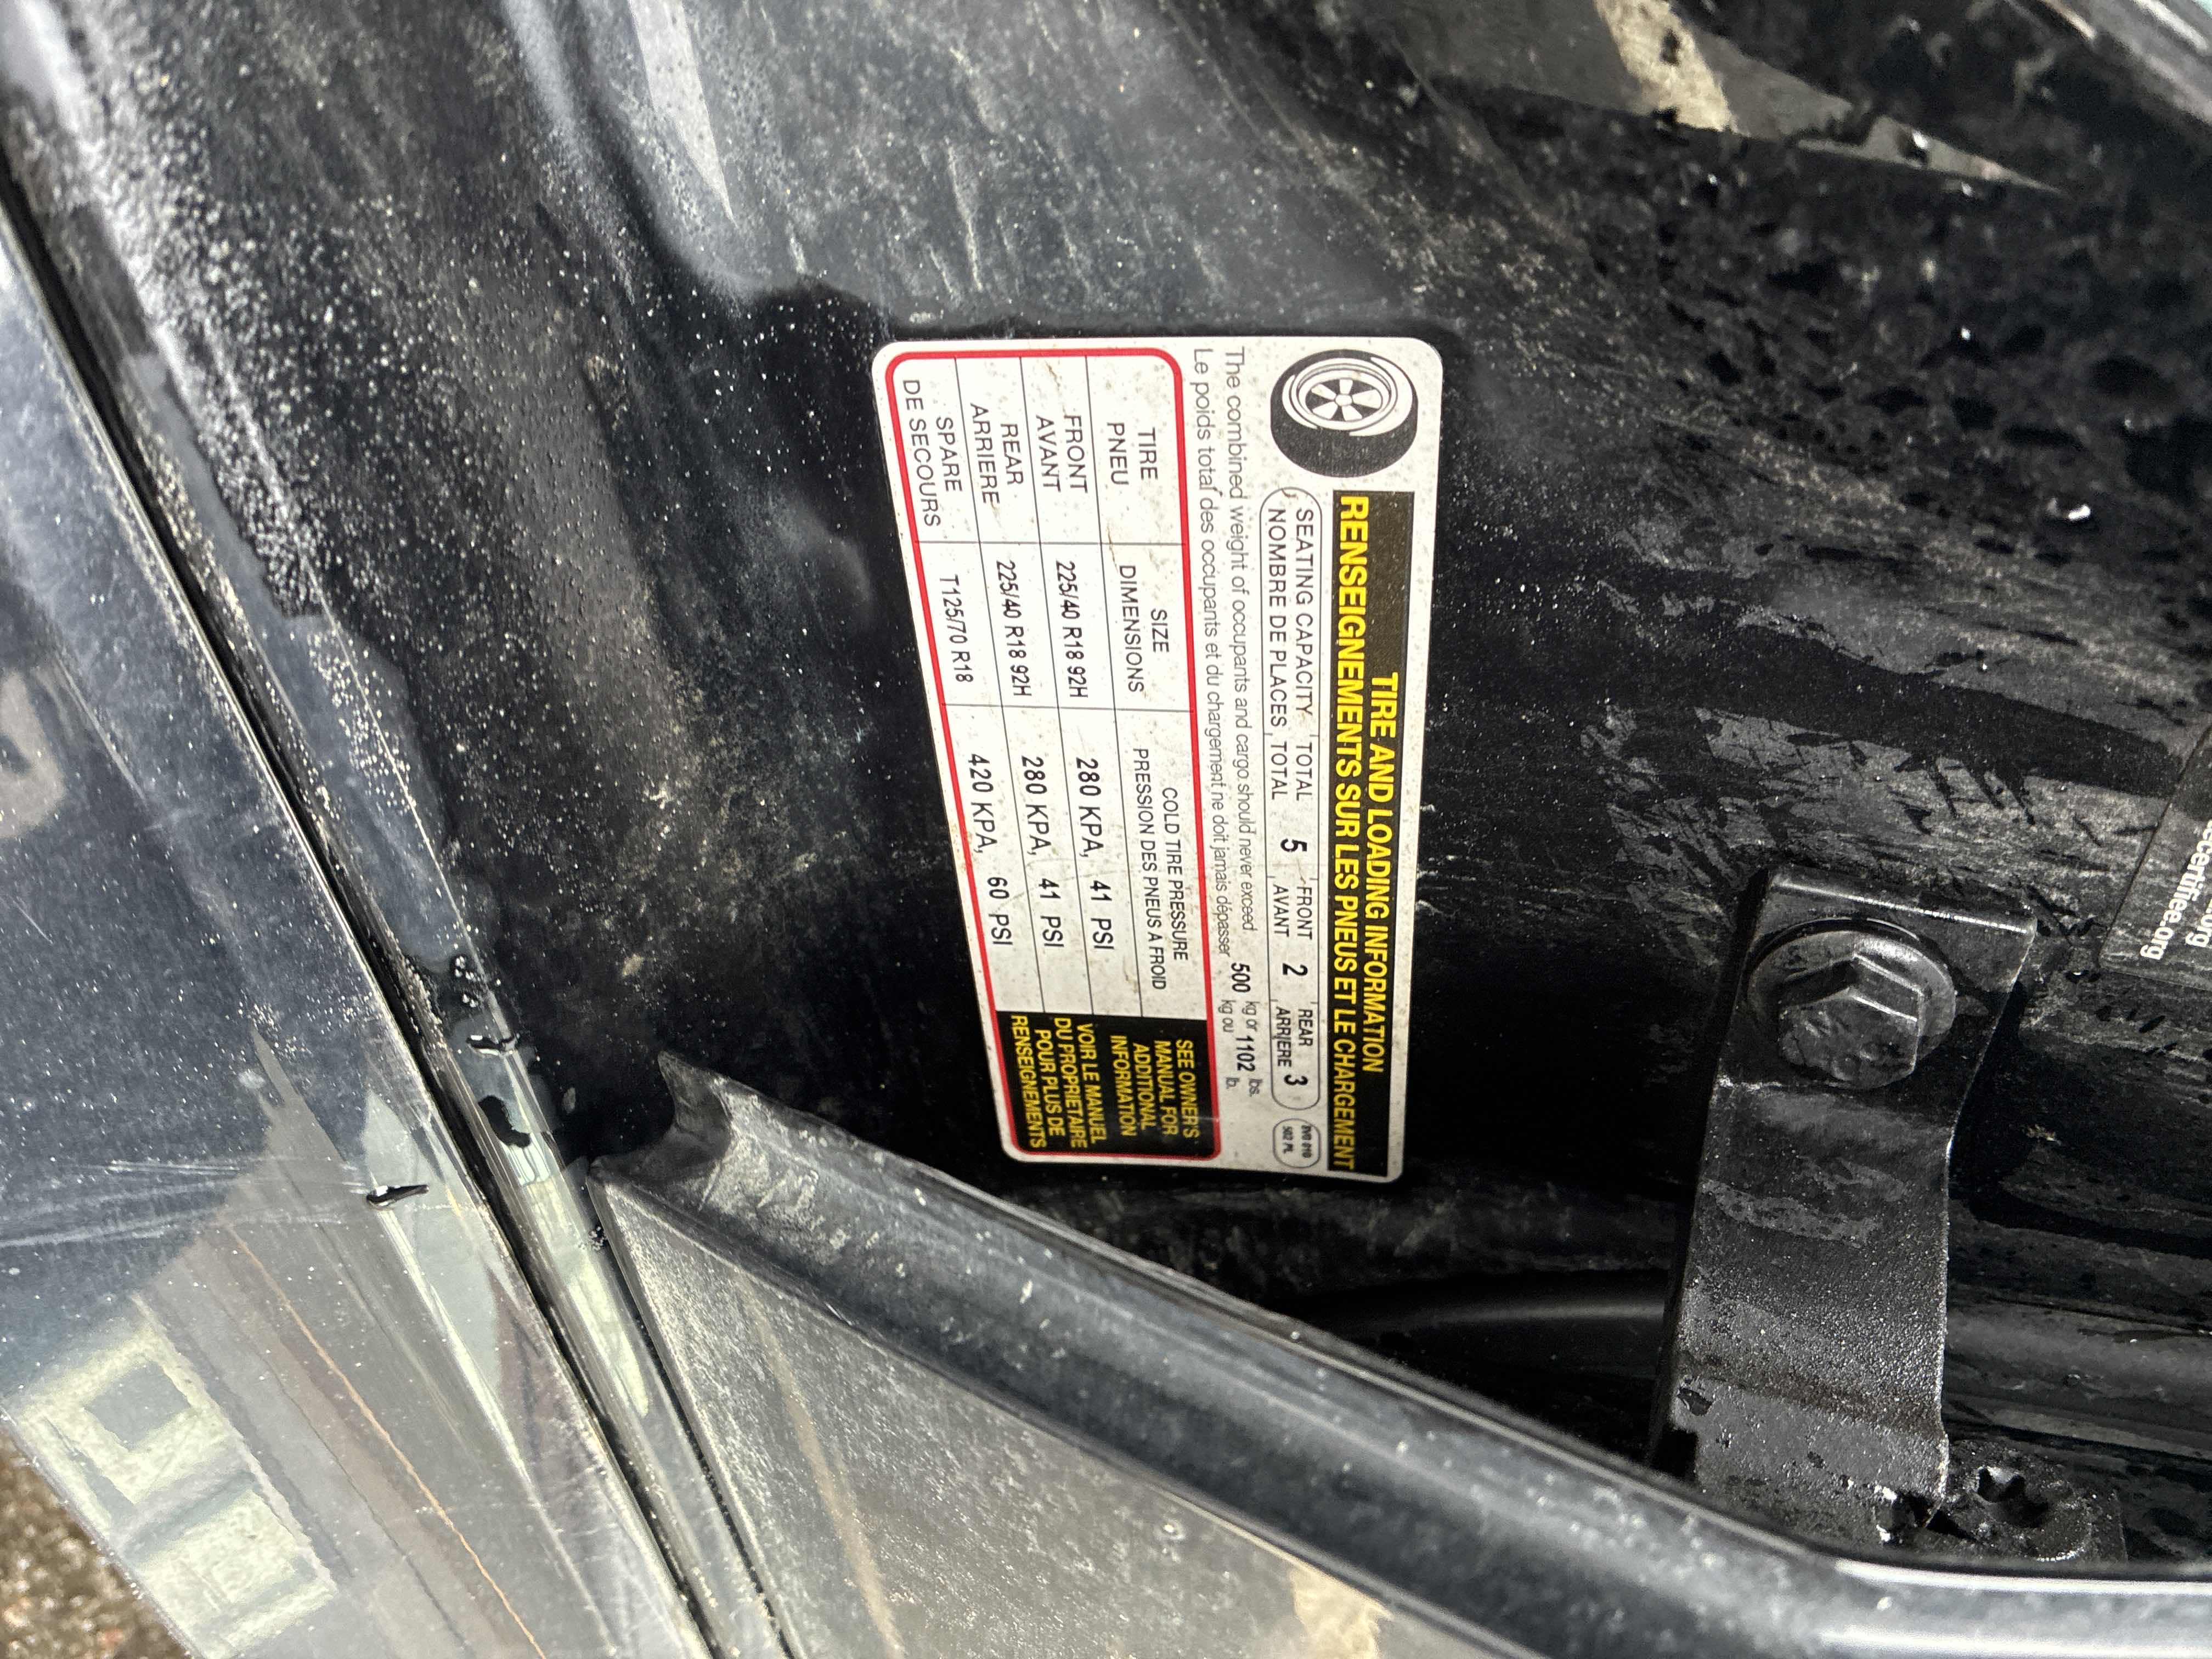 TIRE AND LOADING INFORMATION
RENSEIGNEMENTS SUR LES PNEUS ET LE CHARGEMENT
SEATING CAPACITY TOTAL 5 FRONT 2 REAR 3
NOMBRE DE PLACES TOTAL AVANT ARRIÈRE
The combined weight of occupants and cargo should never exceed 500 kg or 1102 lbs.
Le poids total des occupants et du chargement ne doit jamais dépasser kg ou lb.
TIRE SIZE COLD TIRE PRESSURE
PNEU DIMENSIONS PRESSION DES PNEUS A FROID
FRONT 225/40 R18 92H 280 KPA, 41 PSI
AVANT
REAR 225/40 R18 92H 280 KPA, 41 PSI
ARRIERE
SPARE T125/70 R18 420 KPA, 60 PSI
DE SECOURS
SEE OWNER'S
MANUAL FOR
ADDITIONAL
INFORMATION
VOIR LE MANUEL
DU PROPRIETAIRE
POUR PLUS DE
RENSEIGNEMENTS